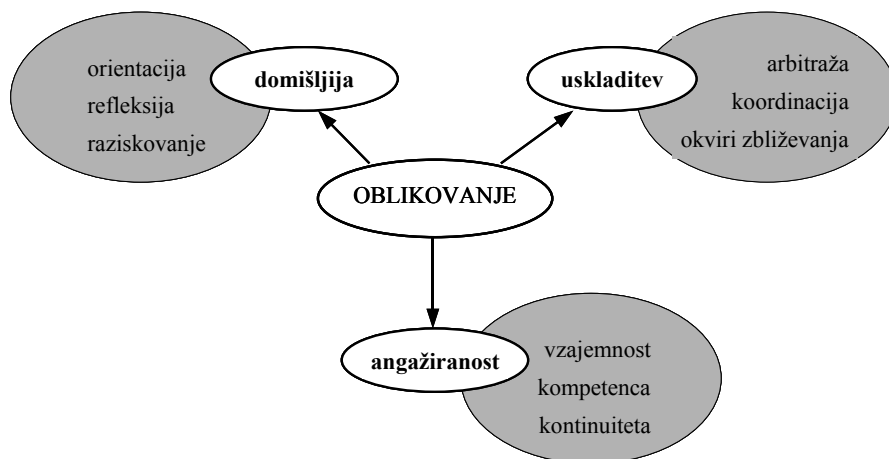 orientacija
refleksija
raziskovanje
domišljija
uskladitev
arbitraža
koordinacija
okviri zbliževanja
OBLIKOVANJE
angažiranost
vzajemnost
kompetenca
kontinuiteta